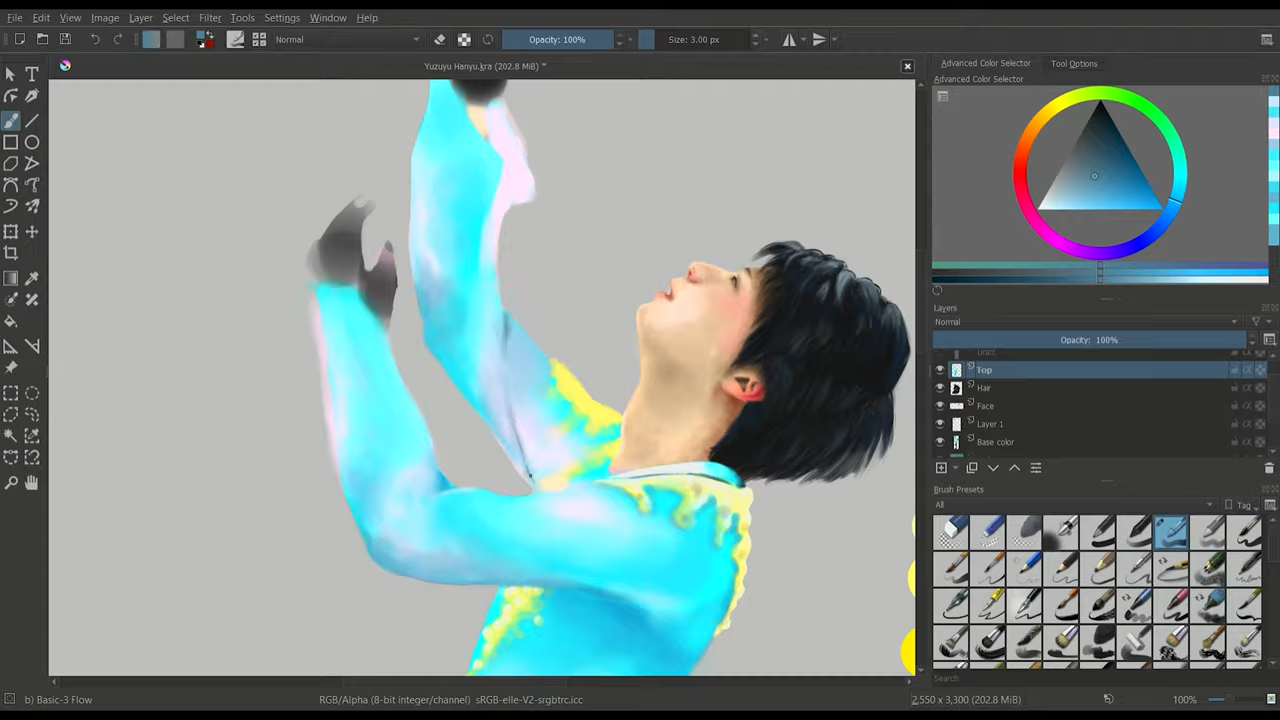 File Edit View Image Layer Select Filter Tools Settings Window Help
Normal Opacity: 100% Size: 3.00 px
Yuzuyu Hanyu.kra (202.8 MiB) *
Advanced Color Selector Tool Options
Advanced Color Selector
Layers
Normal
Opacity: 100%
Draft
Top
Hair
Face
Layer 1
Base color
Brush Presets
All Tag
Search
b) Basic-3 Flow RGB/Alpha (8-bit integer/channel) sRGB-elle-V2-srgbtrc.icc 2,550 x 3,300 (202.8 MiB) 100%